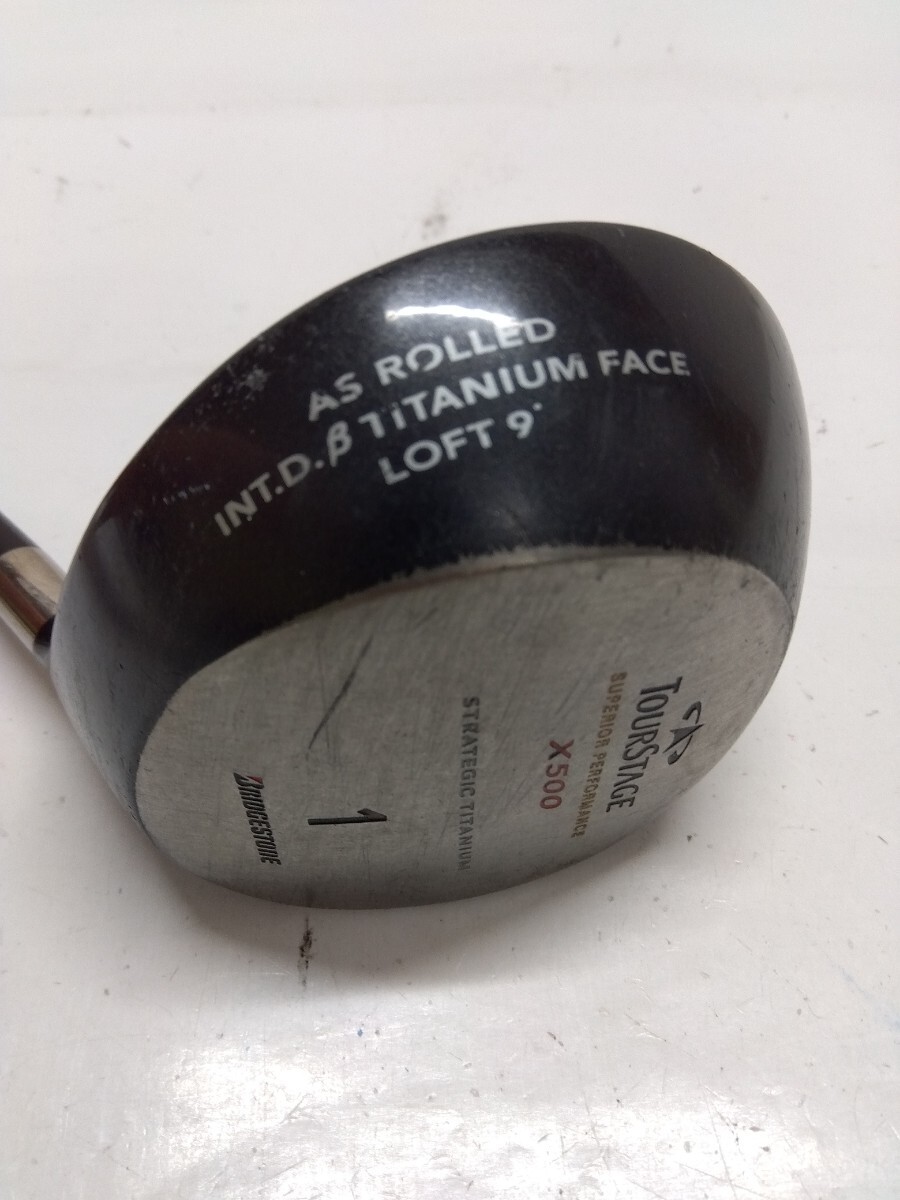 AS ROLLED
INT.D. β TiTANIUM FACE
LOFT 9°
TOURSTAGE
SUPERIOR PERFORMANCE
X500
STRATEGIC TITANIUM
1
BRIDGESTONE